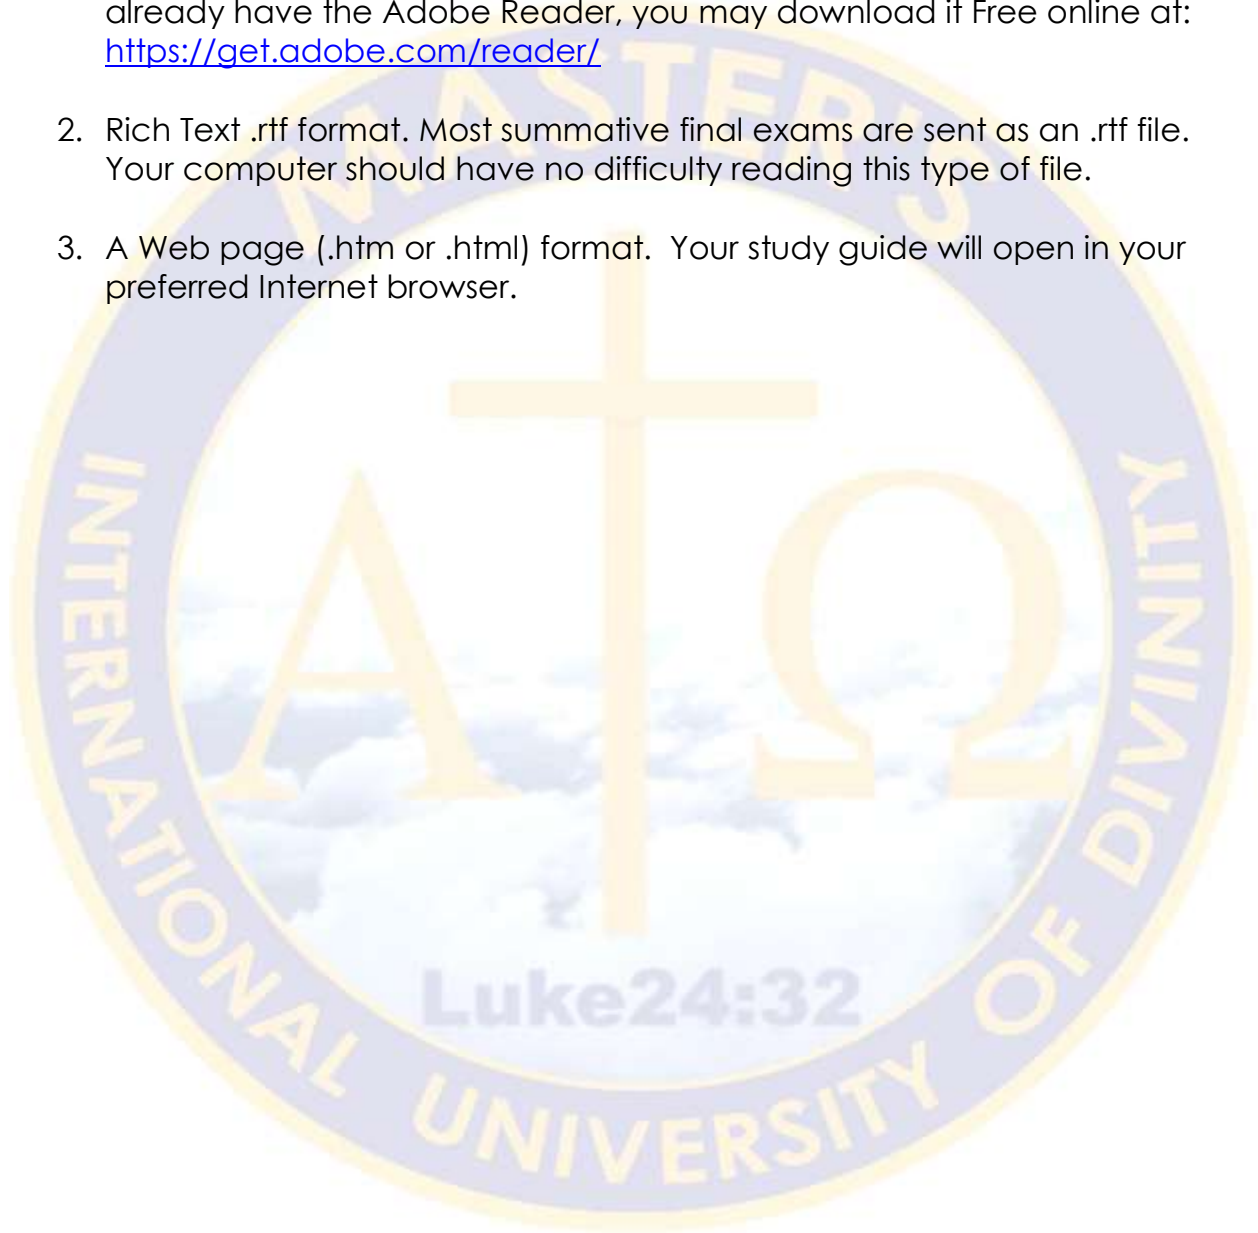 already have the Adobe Reader, you may download it Free online at:
https://get.adobe.com/reader/
2. Rich Text .rtf format. Most summative final exams are sent as an .rtf file.
Your computer should have no difficulty reading this type of file.
3. A Web page (.htm or .html) format.  Your study guide will open in your
preferred Internet browser.
MASTER'S
INTERNATIONAL UNIVERSITY OF DIVINITY
Α Ω
Luke24:32